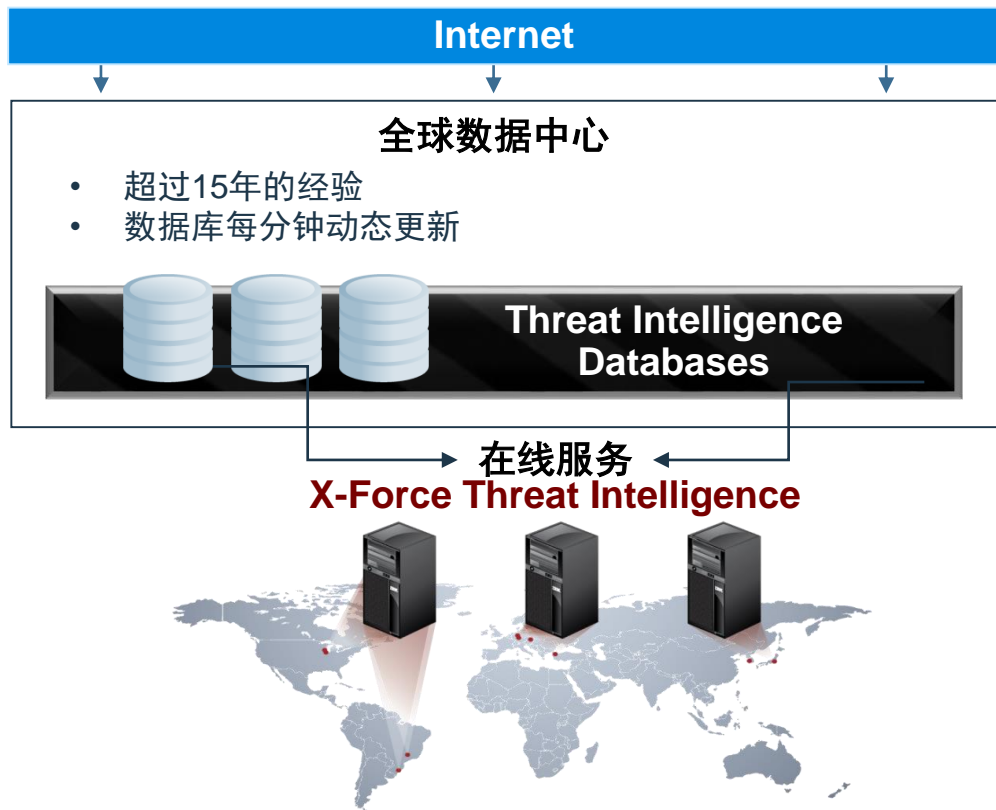 Internet
全球数据中心
• 超过15年的经验
• 数据库每分钟动态更新
Threat Intelligence
Databases
在线服务
X-Force Threat Intelligence